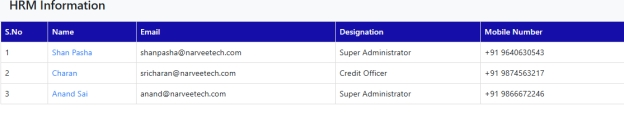 HRM Information
S.No Name Email Designation Mobile Number
1 Shan Pasha shanpasha@narveetech.com Super Administrator +91 9640630543
2 Charan sricharan@narveetech.com Credit Officer +91 9874563217
3 Anand Sai anand@narveetech.com Super Administrator +91 9866672246